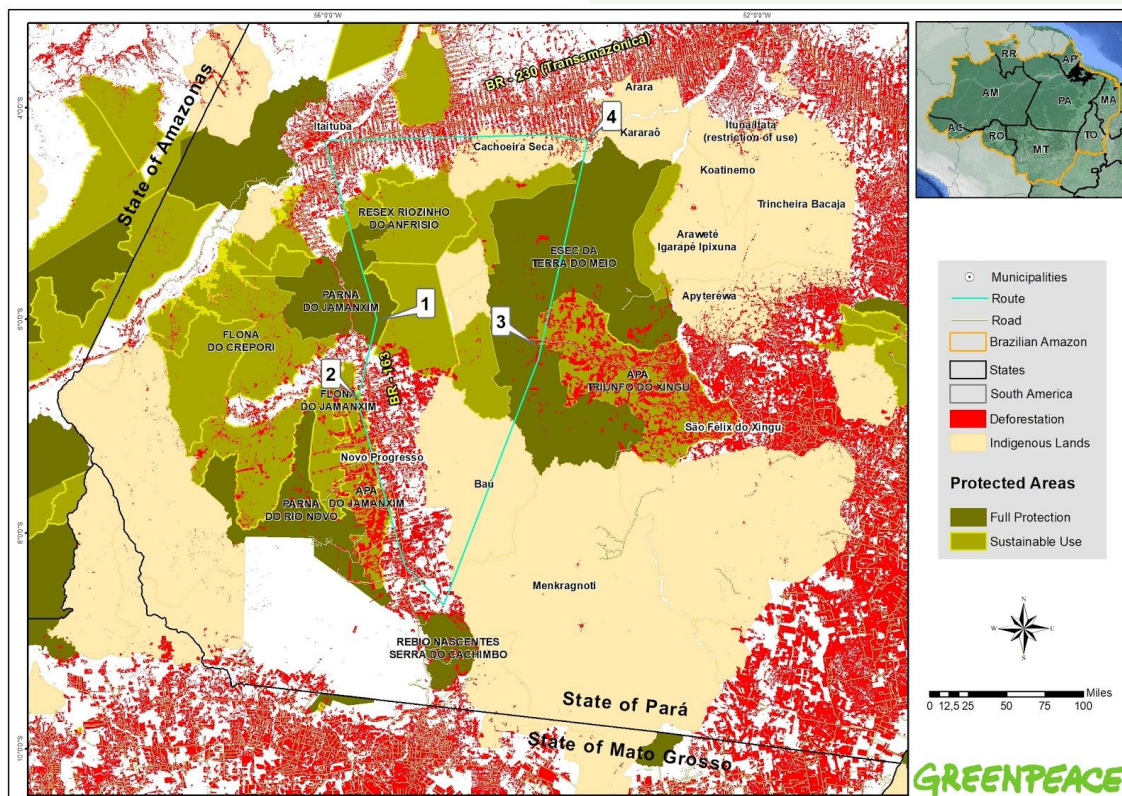 56°0'0"W
52°0'0"W
4°0'0"S
6°0'0"S
8°0'0"S
10°0'0"S
State of Amazonas
BR - 230 (Transamazônica)
Itaituba
Arara
4
Kararaô
Cachoeira Seca
Ituna/Itatá
(restriction of use)
Koatinemo
RESEX RIOZINHO
DO ANFRISIO
Trincheira Bacaja
Araweté
Igarapé Ipixuna
ESEC DA
TERRA DO MEIO
PARNA
DO JAMANXIM
1
Apyterewa
3
FLONA
DO CREPORI
2
BR - 163
FLONA
DO JAMANXIM
APA
TRIUNFO DO XINGU
São Félix do Xingu
Novo Progresso
Baú
APA
DO JAMANXIM
PARNA
DO RIO NOVO
Menkragnoti
REBIO NASCENTES
SERRA DO CACHIMBO
State of Pará
State of Mato Grosso
RR
AP
AM
PA
MA
AC
RO
TO
MT
Municipalities
Route
Road
Brazilian Amazon
States
South America
Deforestation
Indigenous Lands
Protected Areas
Full Protection
Sustainable Use
N
W
E
S
Miles
0 12,5 25 50 75 100
GREENPEACE